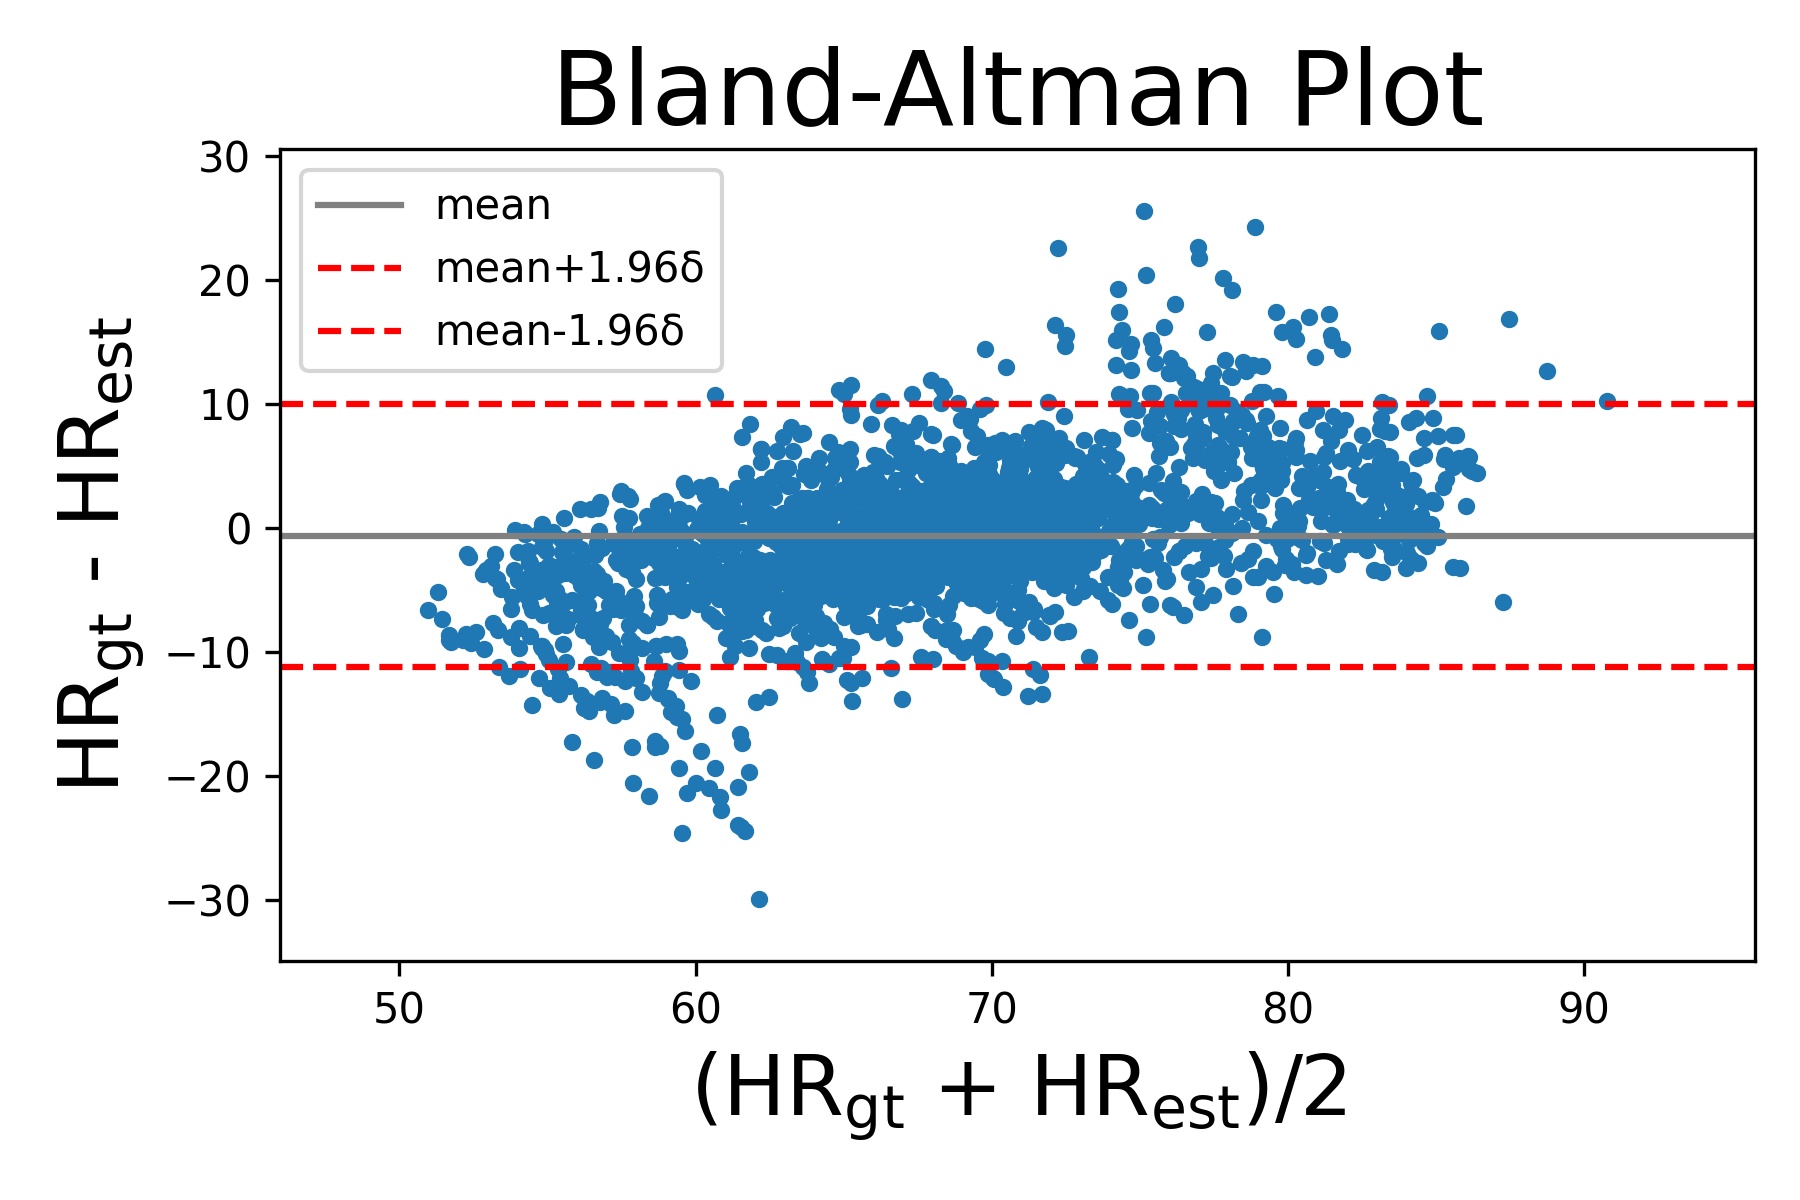 Bland-Altman Plot
HRgt - HRest
30
20
10
0
−10
−20
−30
mean
mean+1.96δ
mean-1.96δ
50 60 70 80 90
(HRgt + HRest)/2